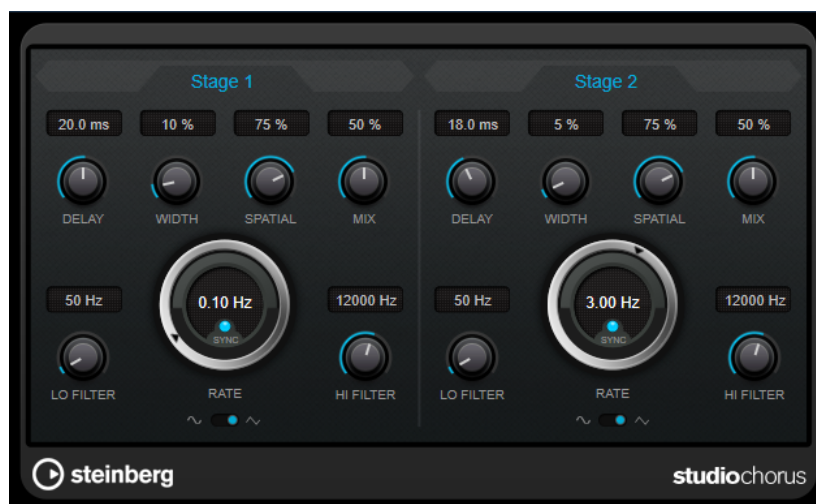 Stage 1
20.0 ms 10 % 75 % 50 %
DELAY WIDTH SPATIAL MIX
50 Hz 0.10 Hz 12000 Hz
SYNC
LO FILTER RATE HI FILTER
Stage 2
18.0 ms 5 % 75 % 50 %
DELAY WIDTH SPATIAL MIX
50 Hz 3.00 Hz 12000 Hz
SYNC
LO FILTER RATE HI FILTER
steinberg
studiochorus